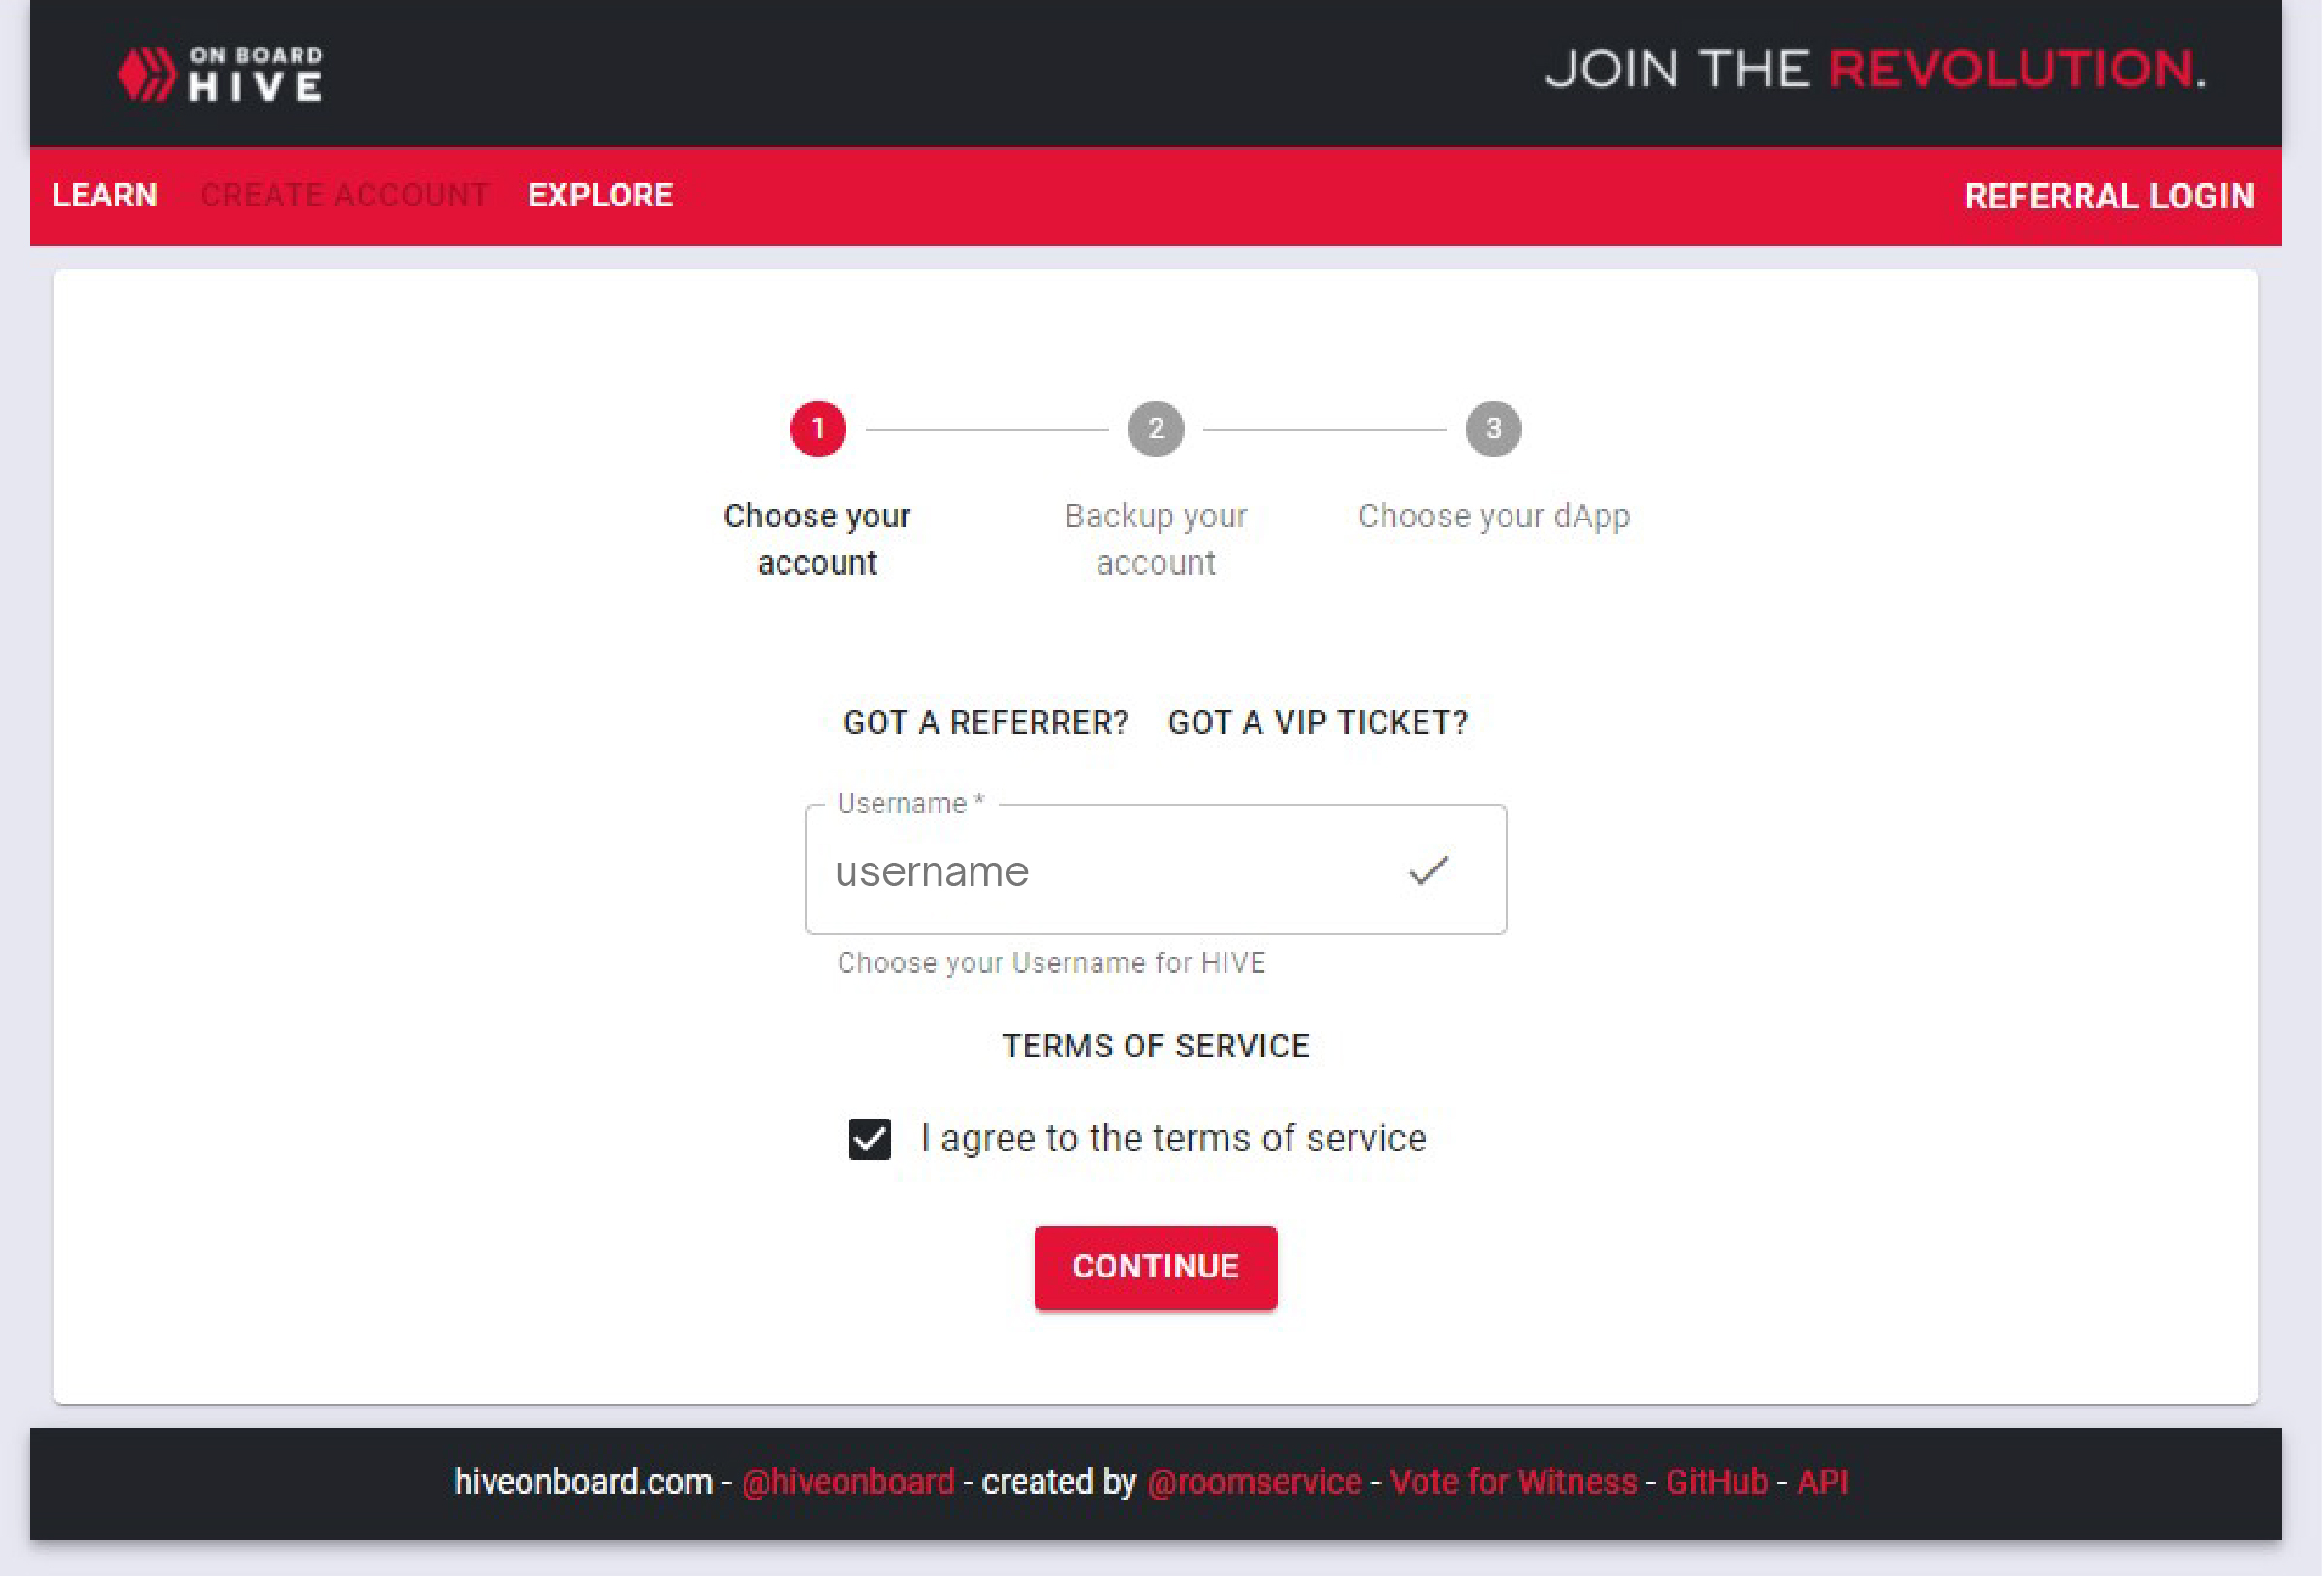 ON BOARD
HIVE
JOIN THE REVOLUTION.
LEARN CREATE ACCOUNT EXPLORE REFERRAL LOGIN
1 2 3
Choose your account
Backup your account
Choose your dApp
GOT A REFERRER? GOT A VIP TICKET?
Username *
username
Choose your Username for HIVE
TERMS OF SERVICE
I agree to the terms of service
CONTINUE
hiveonboard.com - @hiveonboard - created by @roomservice - Vote for Witness - GitHub - API